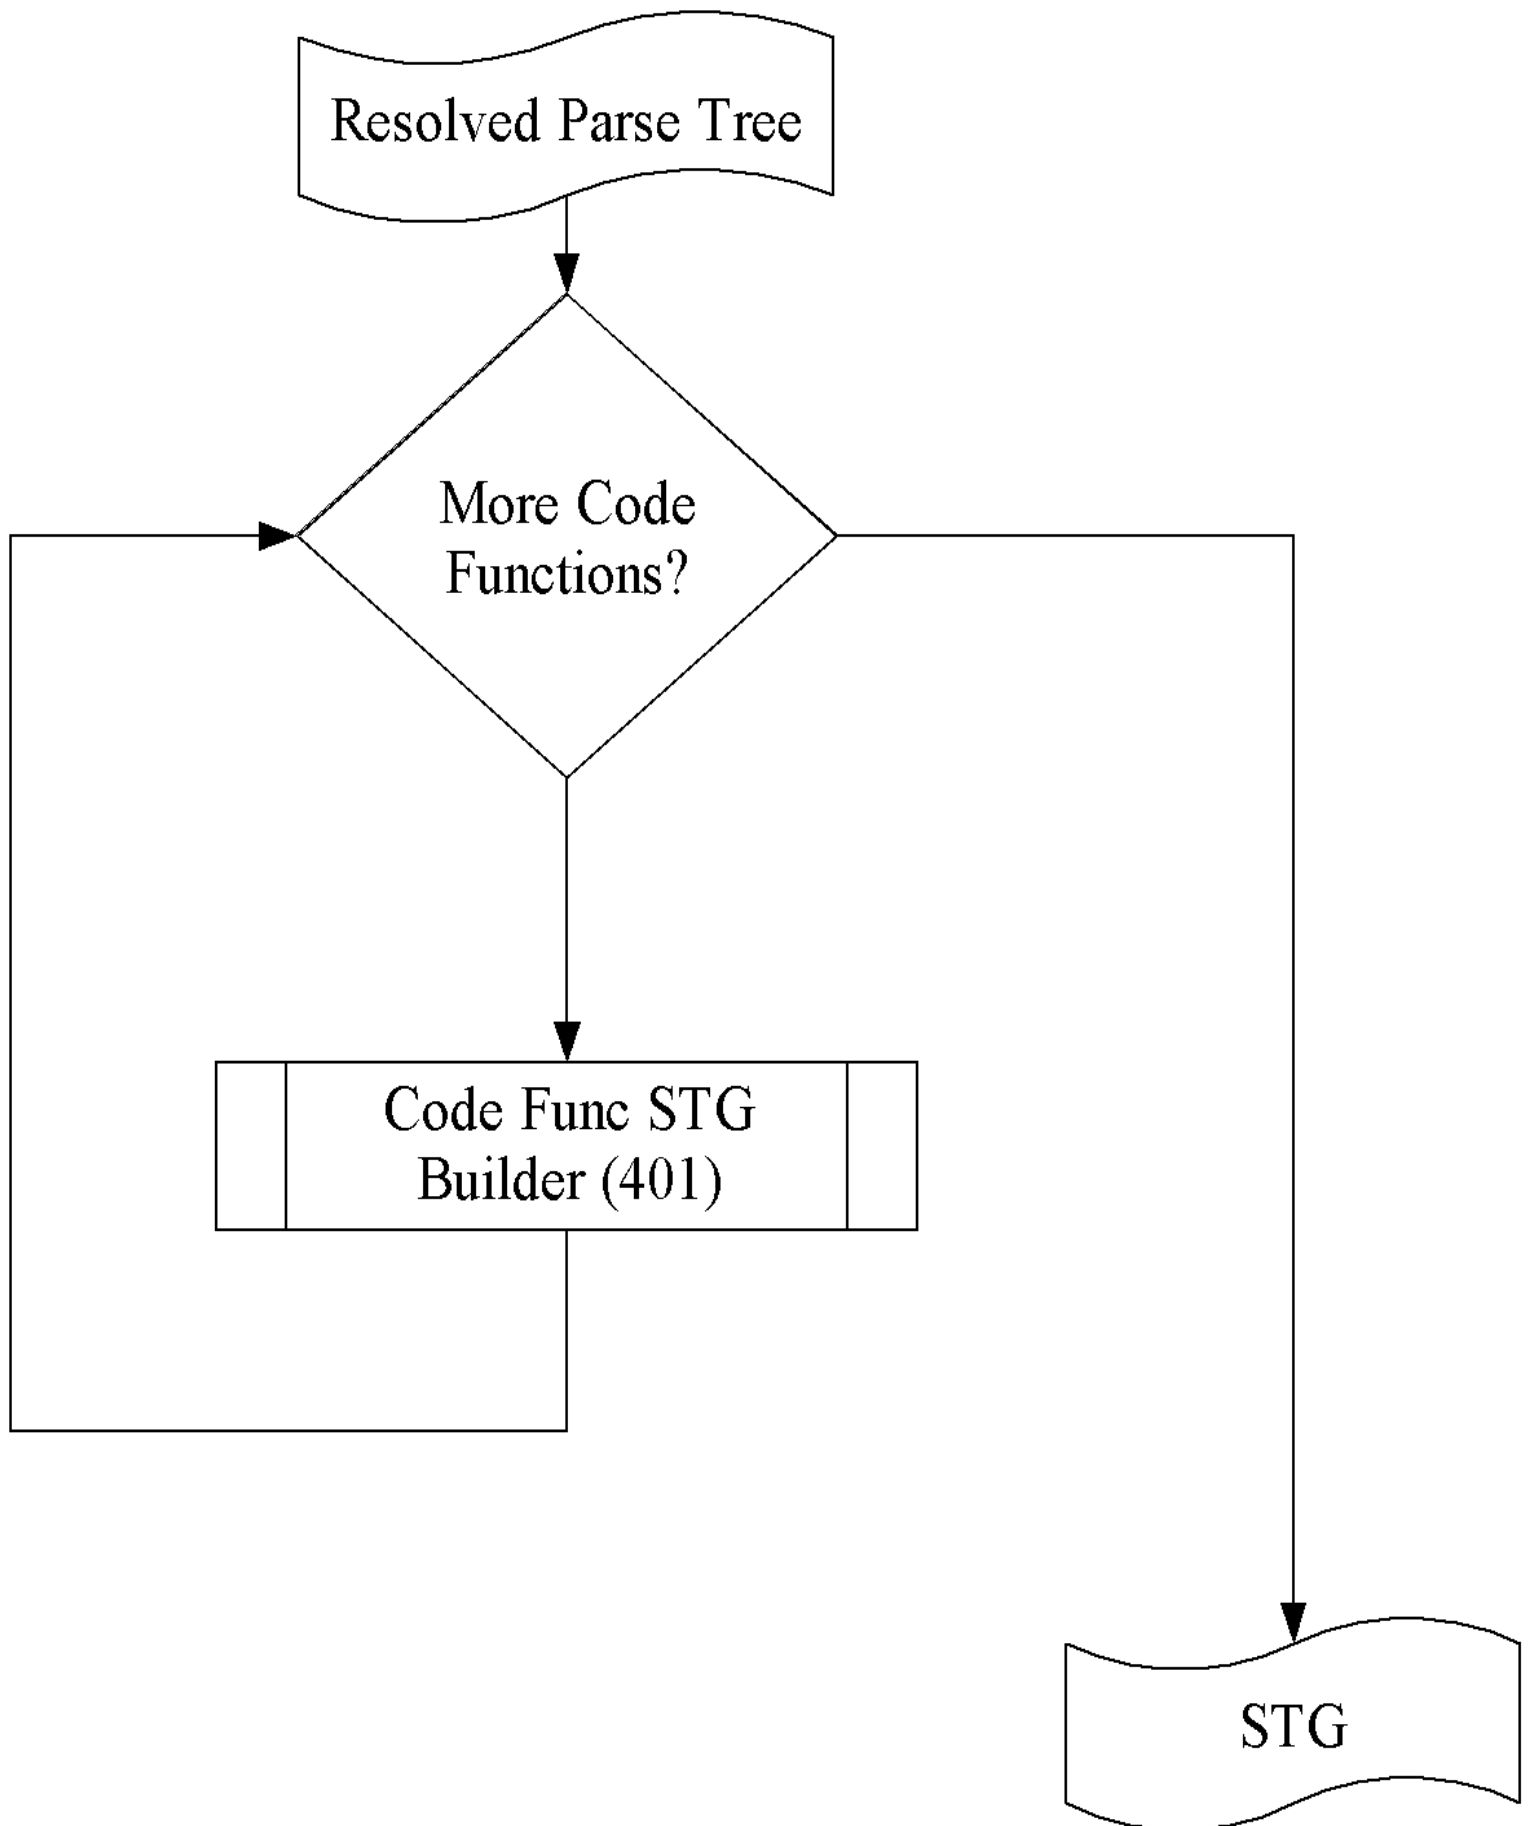 Resolved Parse Tree
More Code
Functions?
Code Func STG
Builder (401)
STG